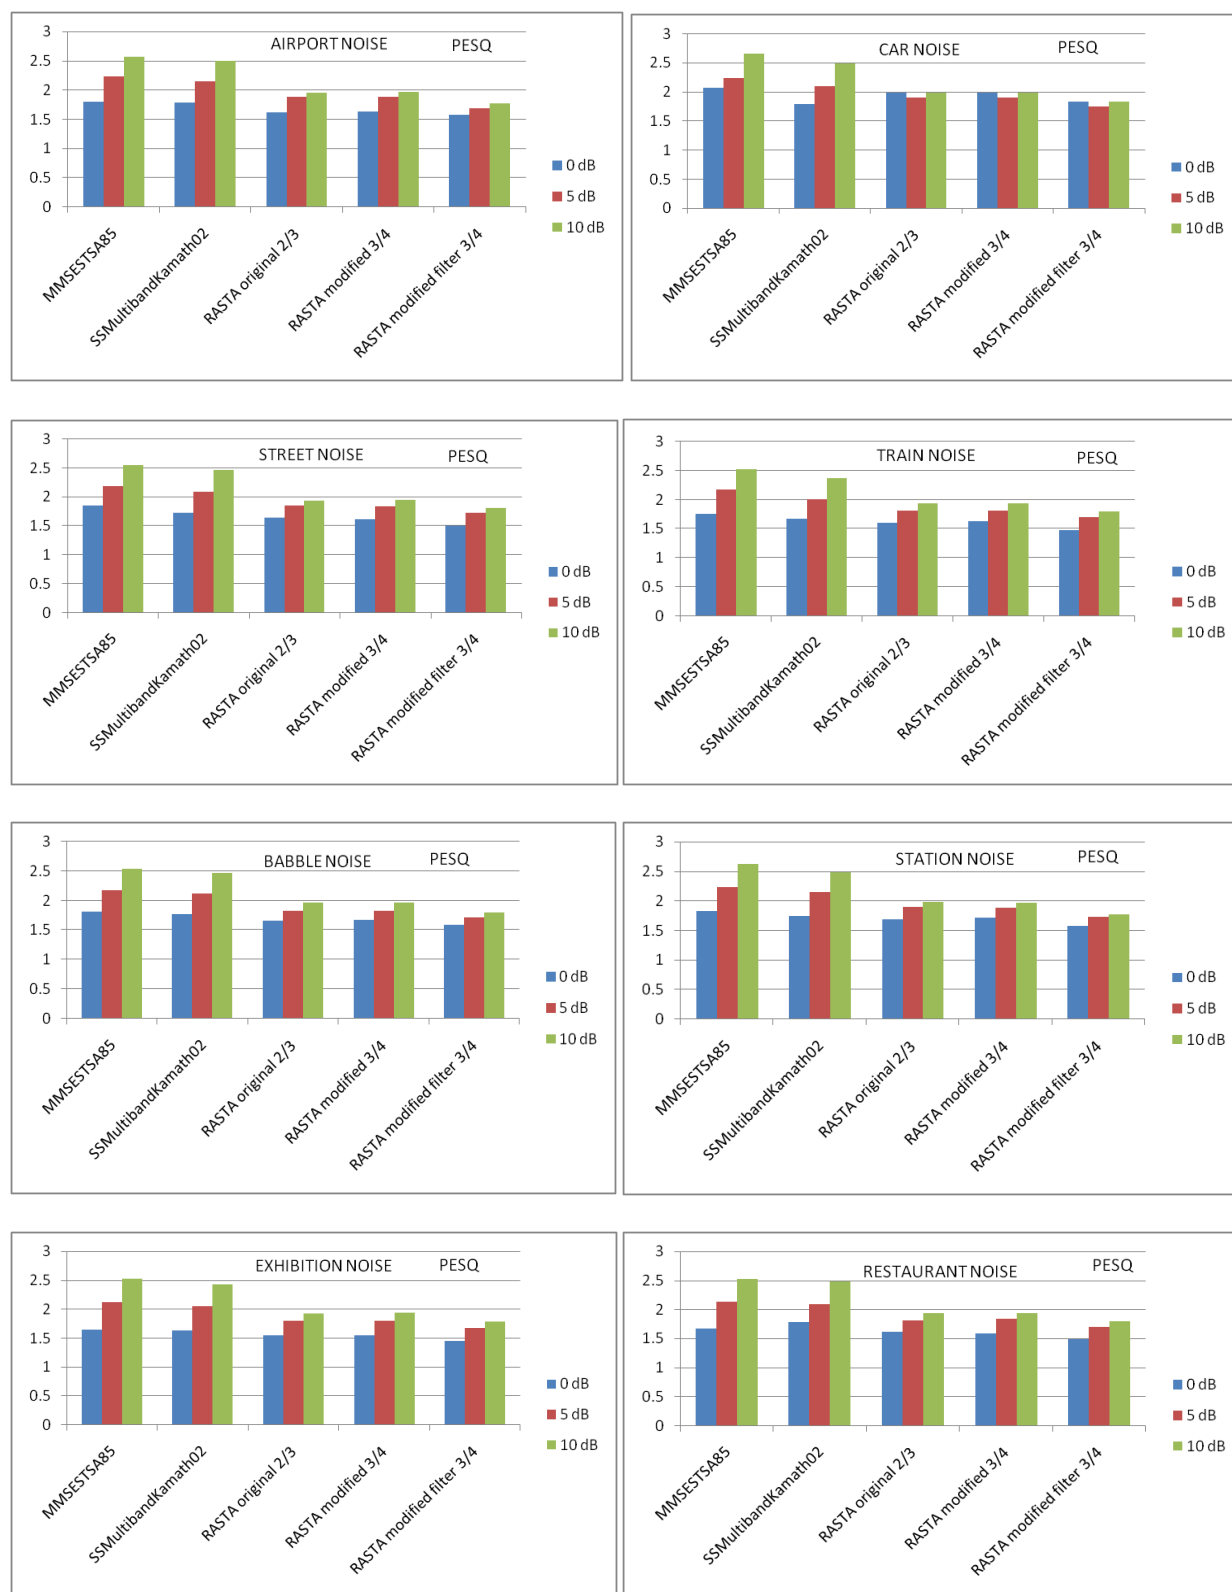 AIRPORT NOISE PESQ
3
2.5
2
1.5
1
0.5
0
0 dB
5 dB
10 dB
MMSESTSA85
SSMultibandKamath02
RASTA original 2/3
RASTA modified 3/4
RASTA modified filter 3/4
CAR NOISE PESQ
3
2.5
2
1.5
1
0.5
0
0 dB
5 dB
10 dB
MMSESTSA85
SSMultibandKamath02
RASTA original 2/3
RASTA modified 3/4
RASTA modified filter 3/4
STREET NOISE PESQ
3
2.5
2
1.5
1
0.5
0
0 dB
5 dB
10 dB
MMSESTSA85
SSMultibandKamath02
RASTA original 2/3
RASTA modified 3/4
RASTA modified filter 3/4
TRAIN NOISE PESQ
3
2.5
2
1.5
1
0.5
0
0 dB
5 dB
10 dB
MMSESTSA85
SSMultibandKamath02
RASTA original 2/3
RASTA modified 3/4
RASTA modified filter 3/4
BABBLE NOISE PESQ
3
2.5
2
1.5
1
0.5
0
0 dB
5 dB
10 dB
MMSESTSA85
SSMultibandKamath02
RASTA original 2/3
RASTA modified 3/4
RASTA modified filter 3/4
STATION NOISE PESQ
3
2.5
2
1.5
1
0.5
0
0 dB
5 dB
10 dB
MMSESTSA85
SSMultibandKamath02
RASTA original 2/3
RASTA modified 3/4
RASTA modified filter 3/4
EXHIBITION NOISE PESQ
3
2.5
2
1.5
1
0.5
0
0 dB
5 dB
10 dB
MMSESTSA85
SSMultibandKamath02
RASTA original 2/3
RASTA modified 3/4
RASTA modified filter 3/4
RESTAURANT NOISE PESQ
3
2.5
2
1.5
1
0.5
0
0 dB
5 dB
10 dB
MMSESTSA85
SSMultibandKamath02
RASTA original 2/3
RASTA modified 3/4
RASTA modified filter 3/4